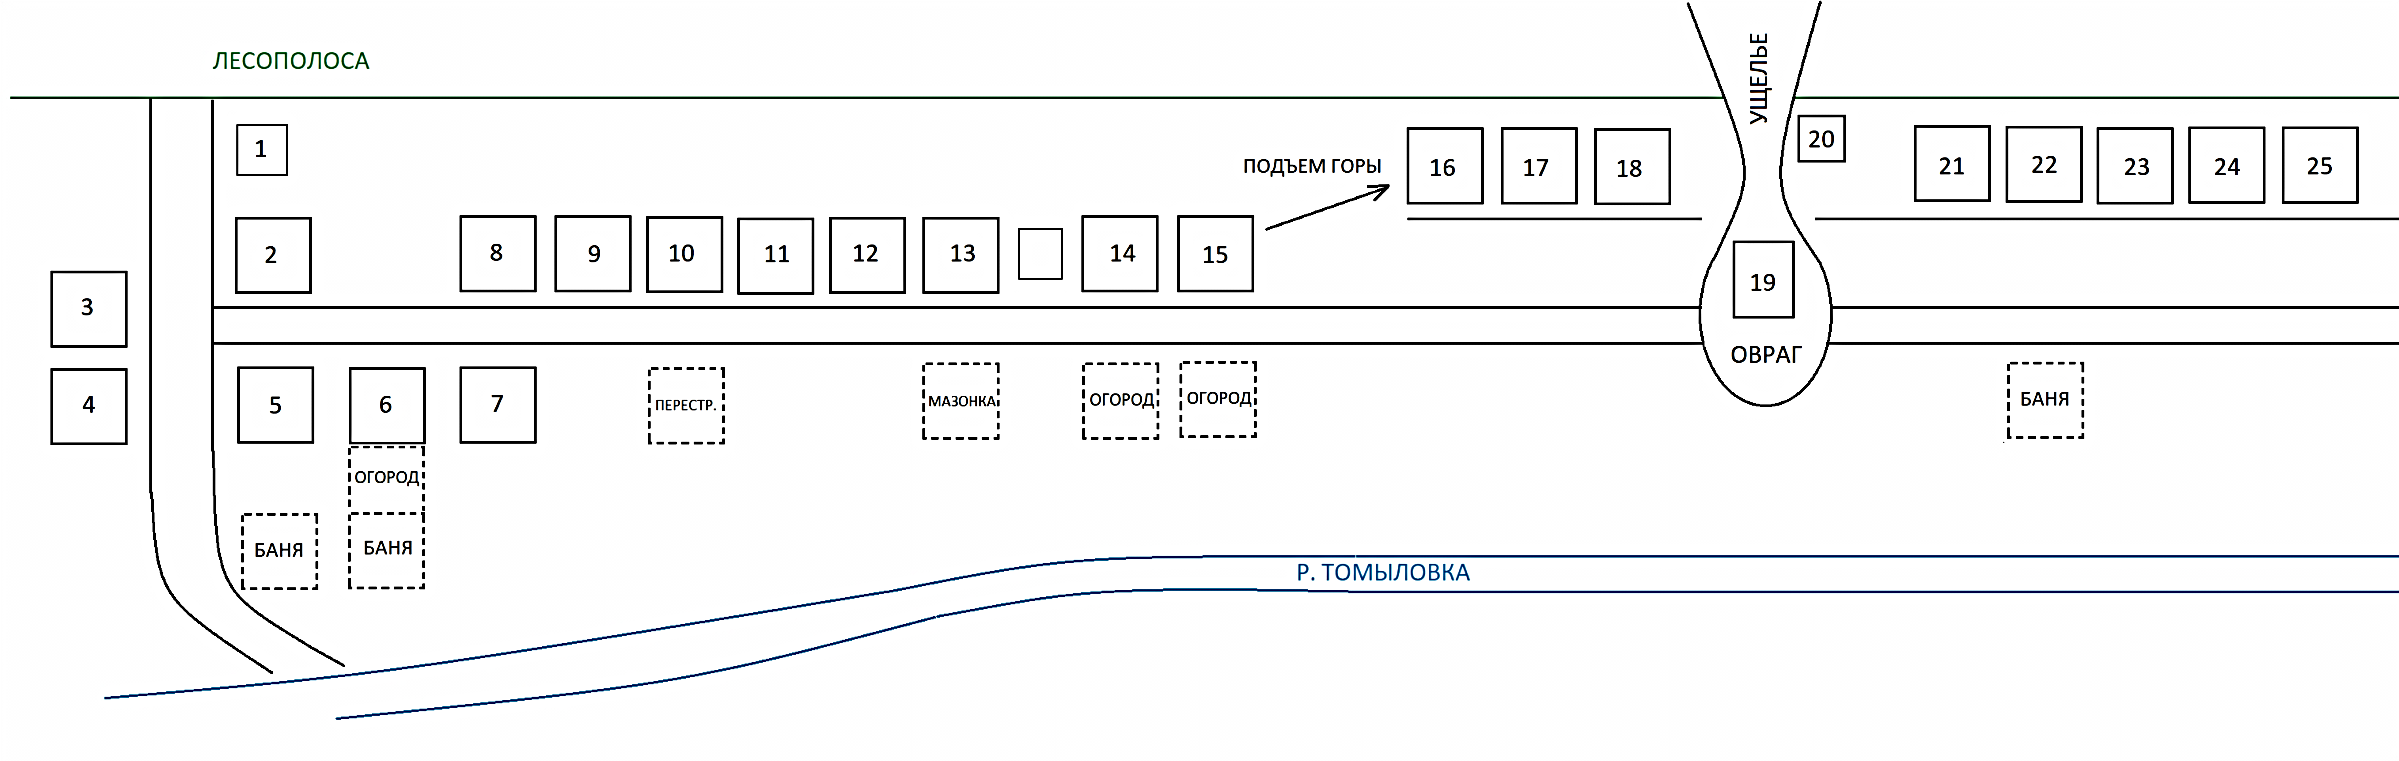 ЛЕСОПОЛОСА
УЩЕЛЬЕ
1
20
ПОДЪЕМ ГОРЫ
16
17
18
21
22
23
24
25
2
8
9
10
11
12
13
14
15
19
3
ОВРАГ
4
5
6
7
ПЕРЕСТР.
МАЗОНКА
ОГОРОД
ОГОРОД
БАНЯ
ОГОРОД
БАНЯ
БАНЯ
Р. ТОМЫЛОВКА